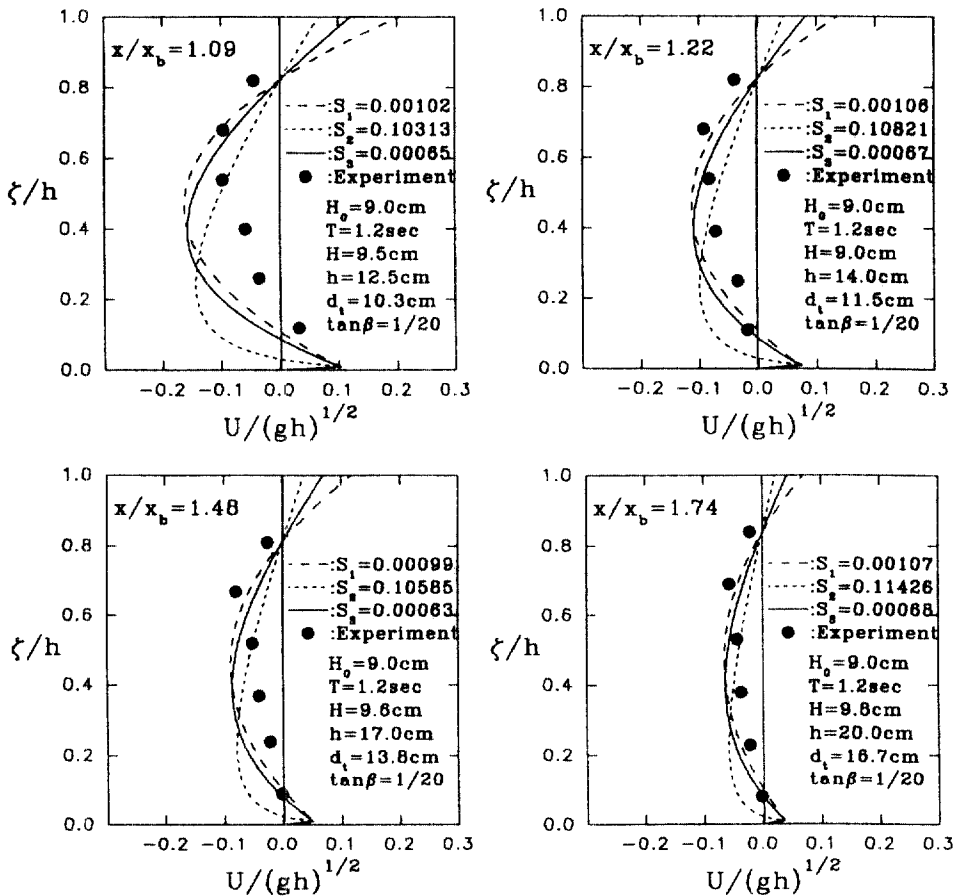 1.0
x/x_b=1.09
0.8
:S_1=0.00102
:S_2=0.10313
0.6
:S_3=0.00065
ζ/h
:Experiment
H_0=9.0cm
0.4
T=1.2sec
H=9.5cm
h=12.5cm
0.2
d_t=10.3cm
tanβ=1/20
0.0
-0.2 -0.1 0.0 0.1 0.2 0.3
U/(gh)^1/2
1.0
x/x_b=1.22
0.8
:S_1=0.00106
:S_2=0.10821
0.6
:S_3=0.00067
ζ/h
:Experiment
H_0=9.0cm
0.4
T=1.2sec
H=9.0cm
h=14.0cm
0.2
d_t=11.5cm
tanβ=1/20
0.0
-0.2 -0.1 0.0 0.1 0.2 0.3
U/(gh)^1/2
1.0
x/x_b=1.48
0.8
:S_1=0.00099
:S_2=0.10585
0.6
:S_3=0.00063
ζ/h
:Experiment
H_0=9.0cm
0.4
T=1.2sec
H=9.6cm
h=17.0cm
0.2
d_t=13.8cm
tanβ=1/20
0.0
-0.2 -0.1 0.0 0.1 0.2 0.3
U/(gh)^1/2
1.0
x/x_b=1.74
0.8
:S_1=0.00107
:S_2=0.11426
0.6
:S_3=0.00068
ζ/h
:Experiment
H_0=9.0cm
0.4
T=1.2sec
H=9.8cm
h=20.0cm
0.2
d_t=16.7cm
tanβ=1/20
0.0
-0.2 -0.1 0.0 0.1 0.2 0.3
U/(gh)^1/2